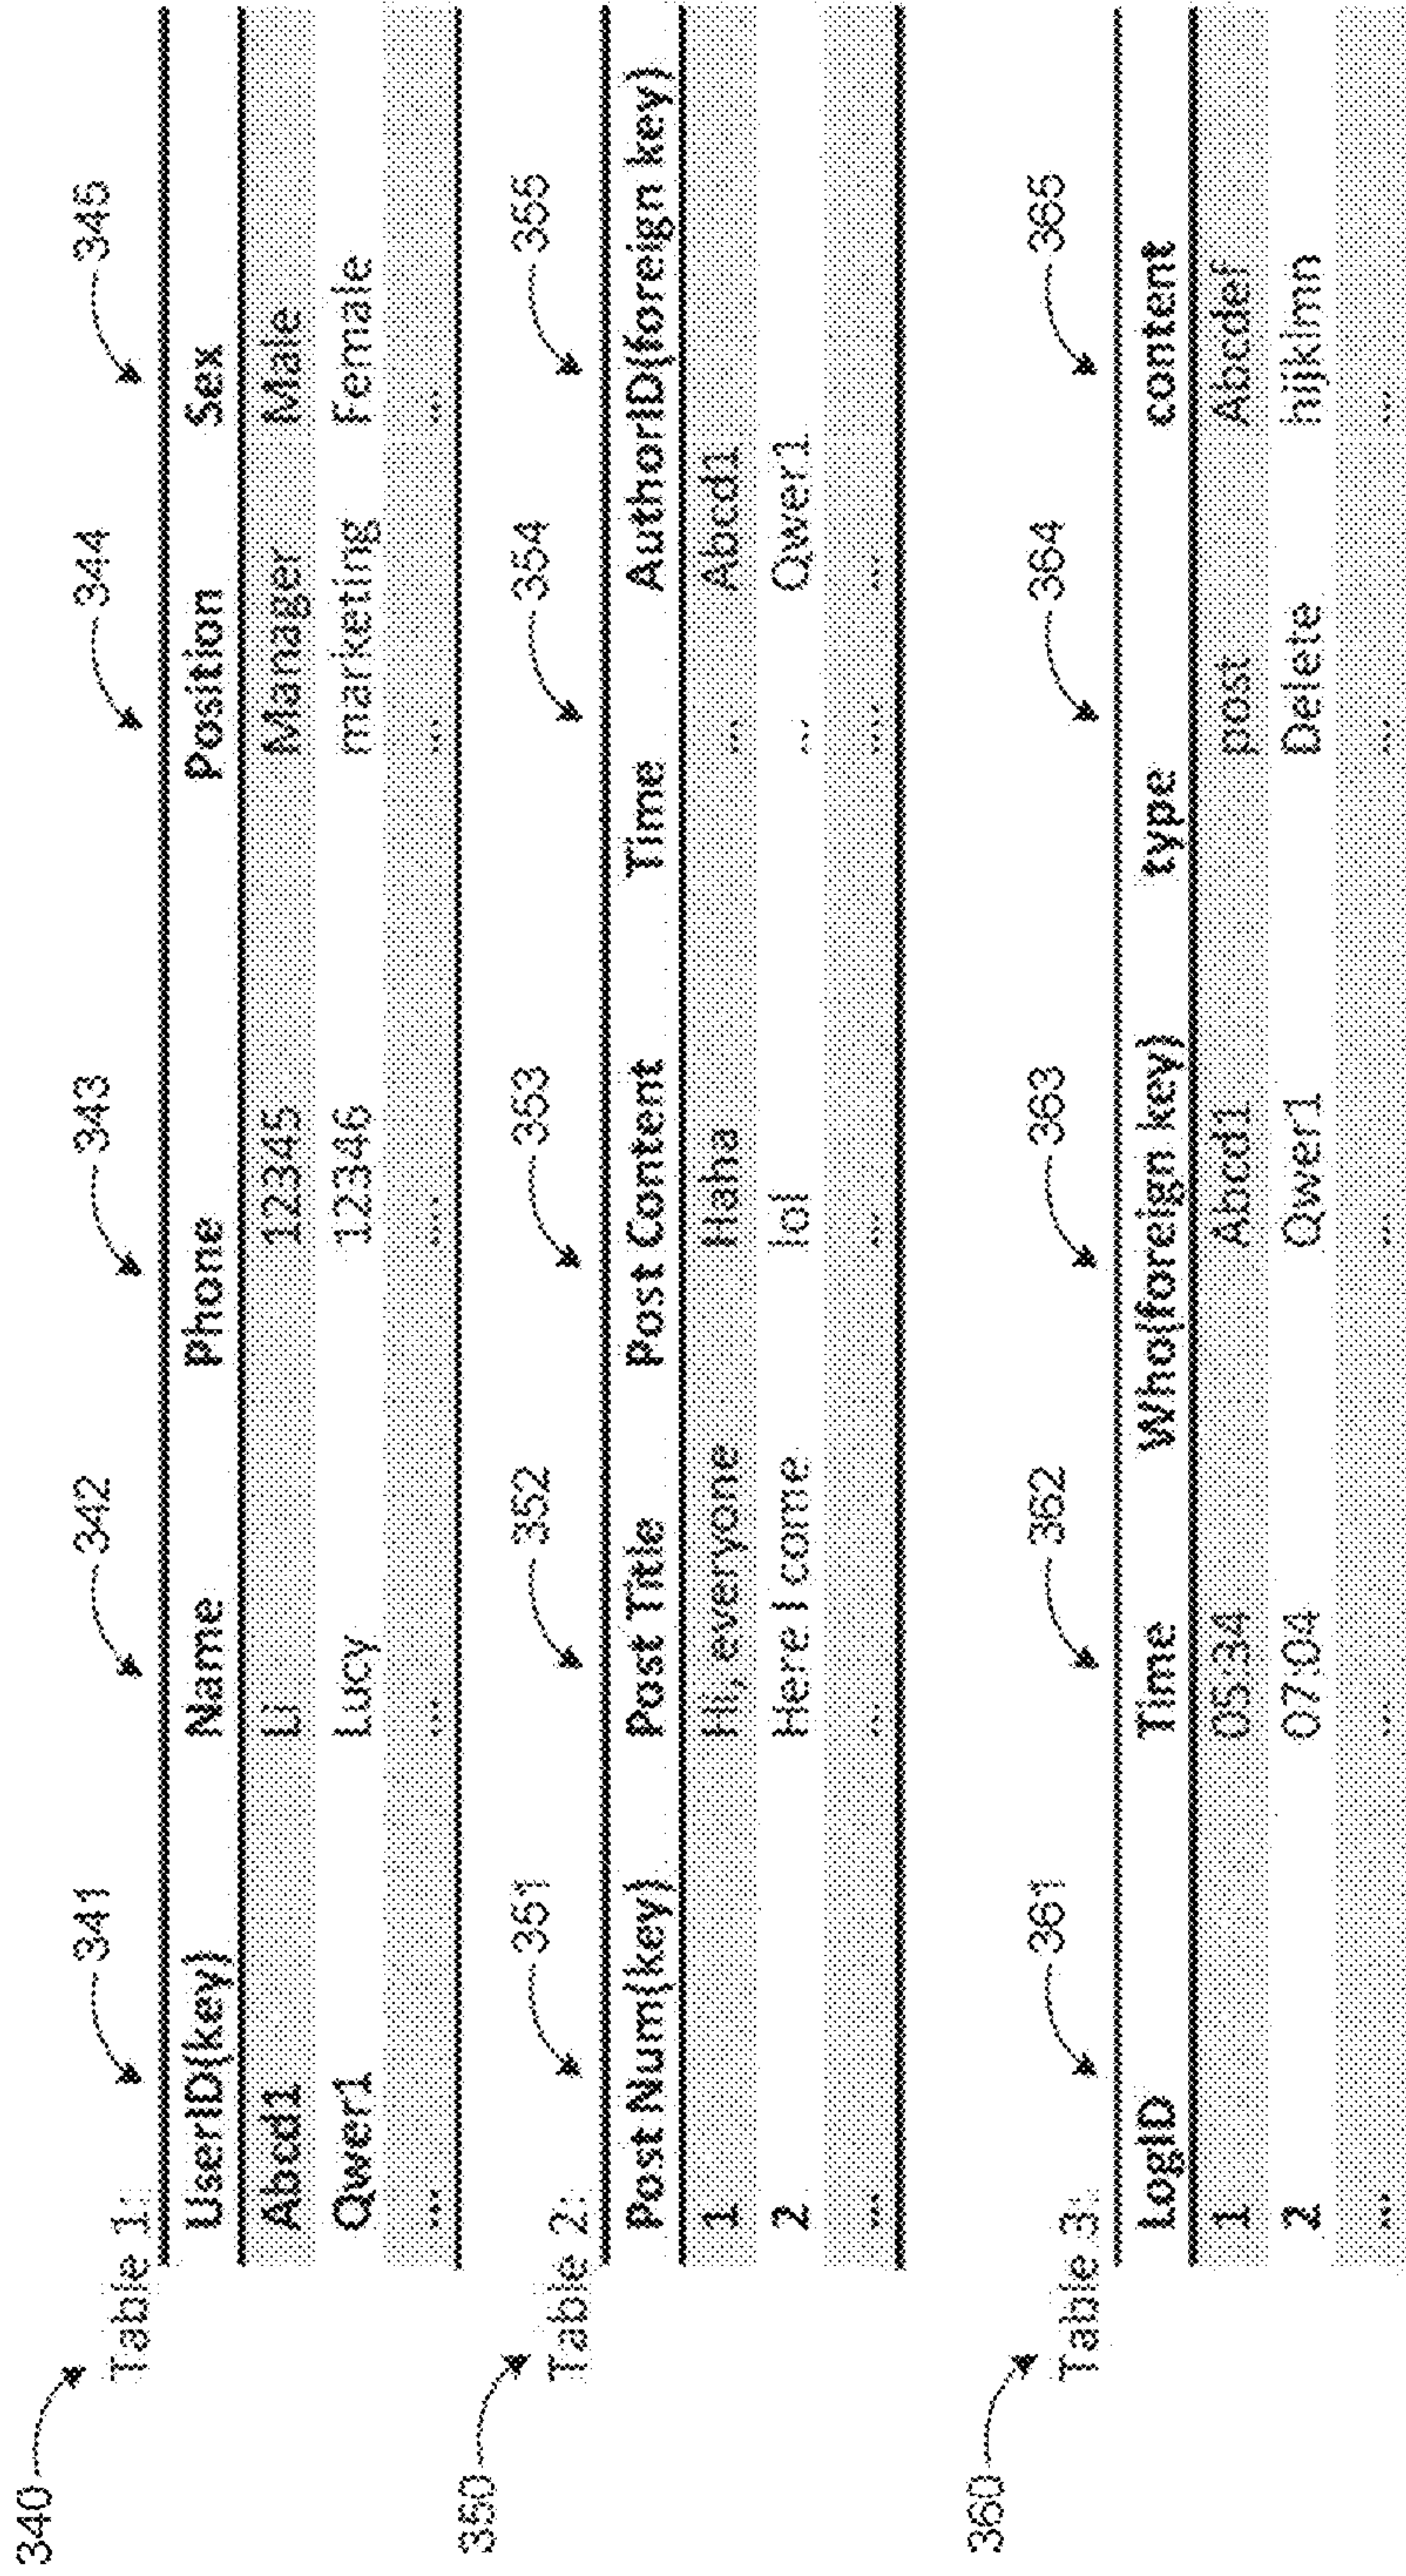 340
Table 1:
341 342 343 344 345
UserID(key) Name Phone Position Sex
Abcd1 Li 12345 Manager Male
Qwer1 Lucy 12346 marketing Female
... ... ... ... ...
350
Table 2:
351 352 353 354 355
Post Num(key) Post Title Post Content Time AuthorID(foreign key)
1 Hi, everyone Haha ... Abcd1
2 Here I come lol ... Qwer1
... ... ... ... ...
360
Table 3:
361 362 363 364 365
LogID Time Who(foreign key) type content
1 05:34 Abcd1 post Abcdef
2 07:04 Qwer1 Delete hijklmn
... ... ... ... ...